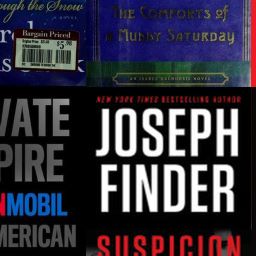 ough the Snow
Bargain Priced
$5.98
THE COMFORTS OF
A MUDDY SATURDAY
AN ISABEL DALHOUSIE NOVEL
VATE
PIRE
NMOBIL
MERICAN
NEW YORK TIMES BESTSELLING AUTHOR
JOSEPH
FINDER
SUSPICION